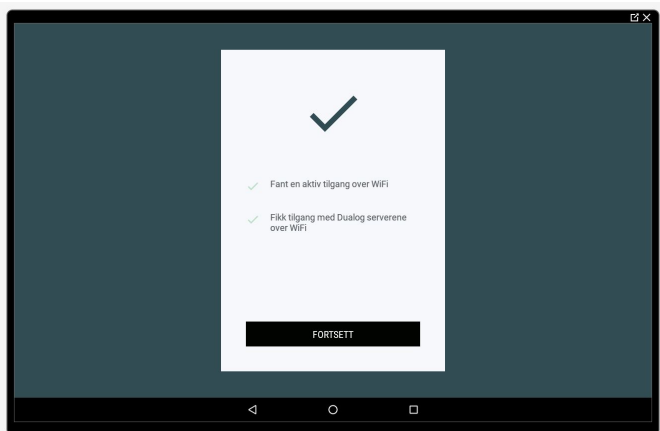 Fant en aktiv tilgang over WiFi
Fikk tilgang med Dualog serverene
over WiFi
FORTSETT